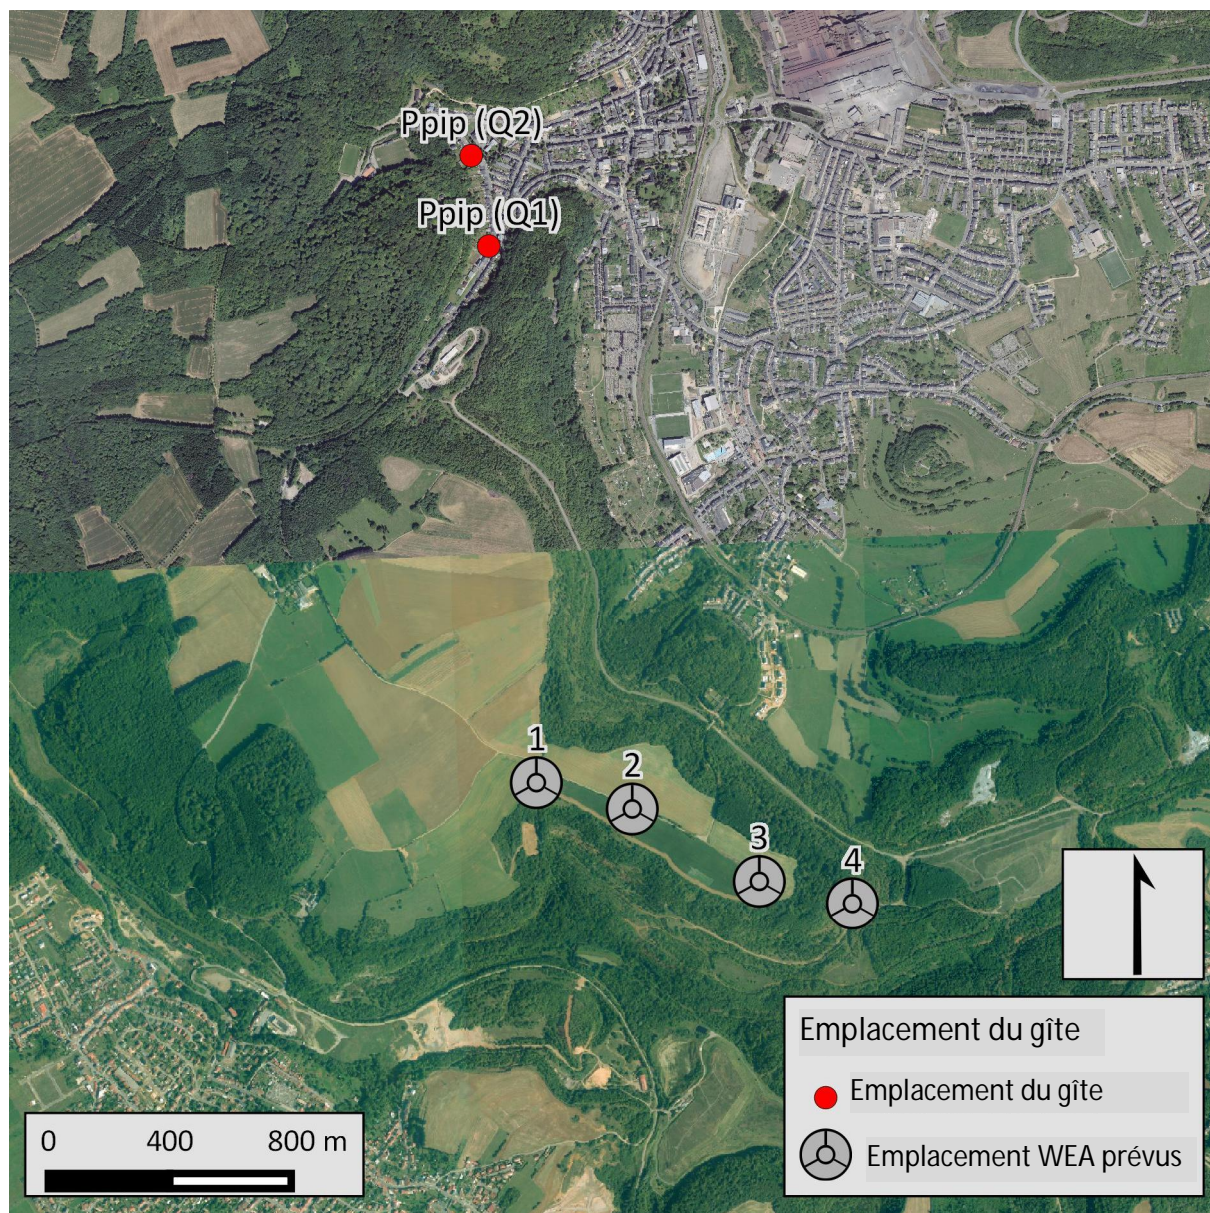 Ppip (Q2)
Ppip (Q1)
1
2
3
4
Emplacement du gîte
Emplacement du gîte
Emplacement WEA prévus
0 400 800 m